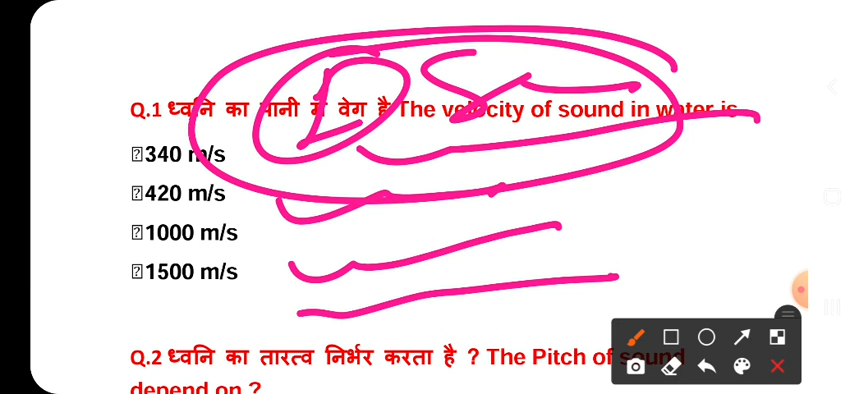 Q.1 ध्वनि का पानी में वेग है The velocity of sound in water is
340 m/s
420 m/s
1000 m/s
1500 m/s
Q.2 ध्वनि का तारत्व निर्भर करता है ? The Pitch of sound
depend on ?